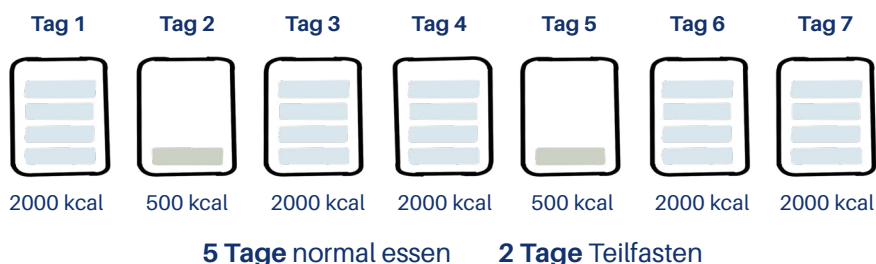 Tag 1 Tag 2 Tag 3 Tag 4 Tag 5 Tag 6 Tag 7
2000 kcal 500 kcal 2000 kcal 2000 kcal 500 kcal 2000 kcal 2000 kcal
5 Tage normal essen 2 Tage Teilfasten